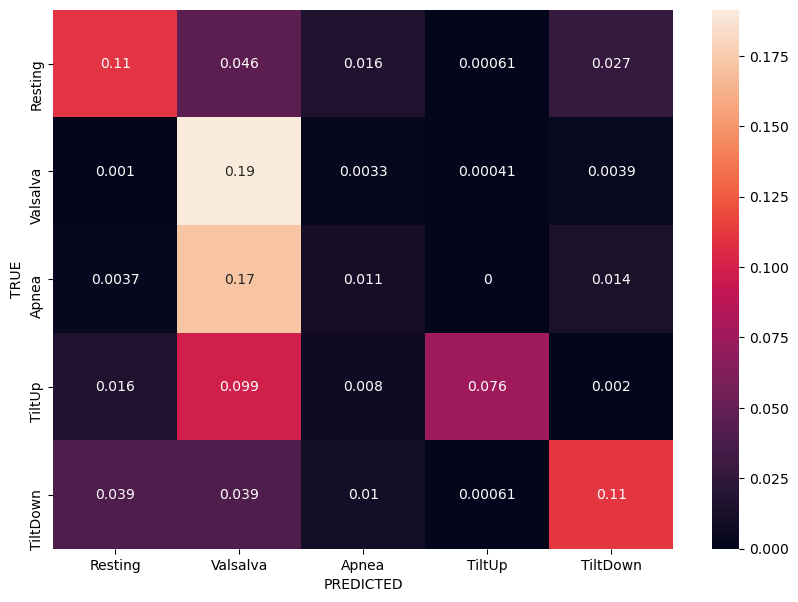 Resting 0.11 0.046 0.016 0.00061 0.027
Valsalva 0.001 0.19 0.0033 0.00041 0.0039
Apnea 0.0037 0.17 0.011 0 0.014
TiltUp 0.016 0.099 0.008 0.076 0.002
TiltDown 0.039 0.039 0.01 0.00061 0.11
TRUE
Resting Valsalva Apnea TiltUp TiltDown
PREDICTED
0.175
0.150
0.125
0.100
0.075
0.050
0.025
0.000